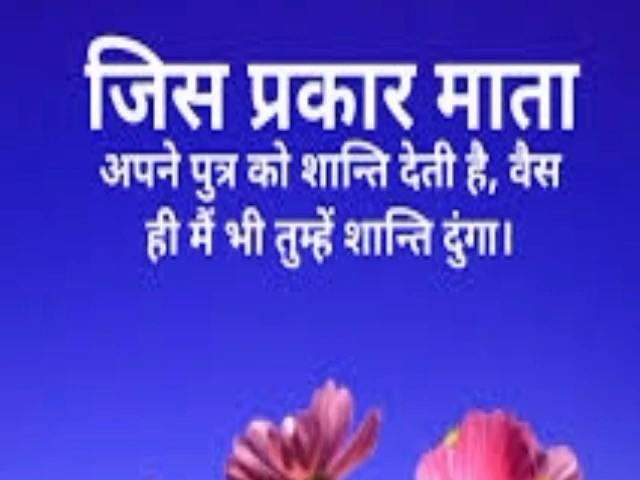 जिस प्रकार माता
अपने पुत्र को शान्ति देती है, वैस
ही मैं भी तुम्हें शान्ति दुंगा।